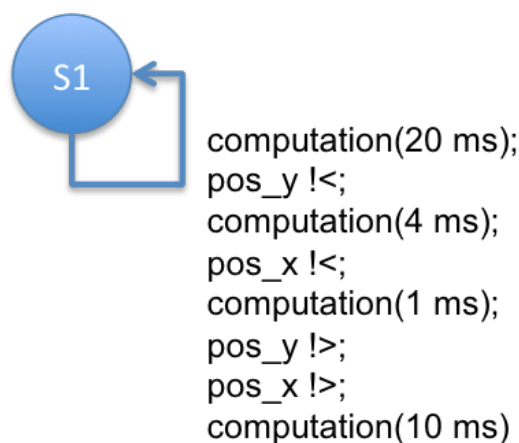 S1
computation(20 ms);
pos_y !<;
computation(4 ms);
pos_x !<;
computation(1 ms);
pos_y !>;
pos_x !>;
computation(10 ms)